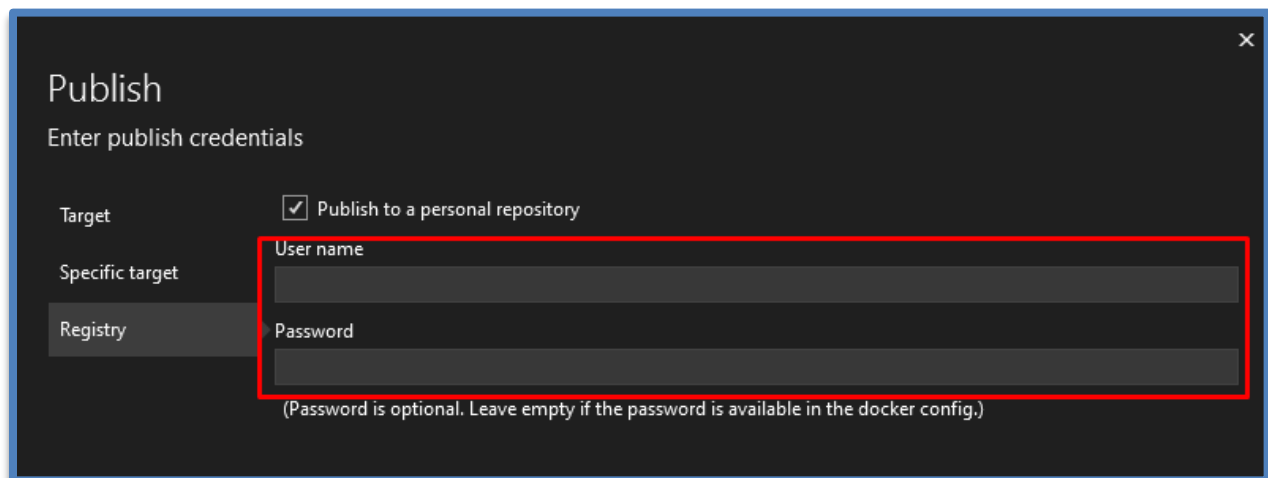 Publish
Enter publish credentials
Target
Publish to a personal repository
User name
Specific target
Registry
Password
(Password is optional. Leave empty if the password is available in the docker config.)